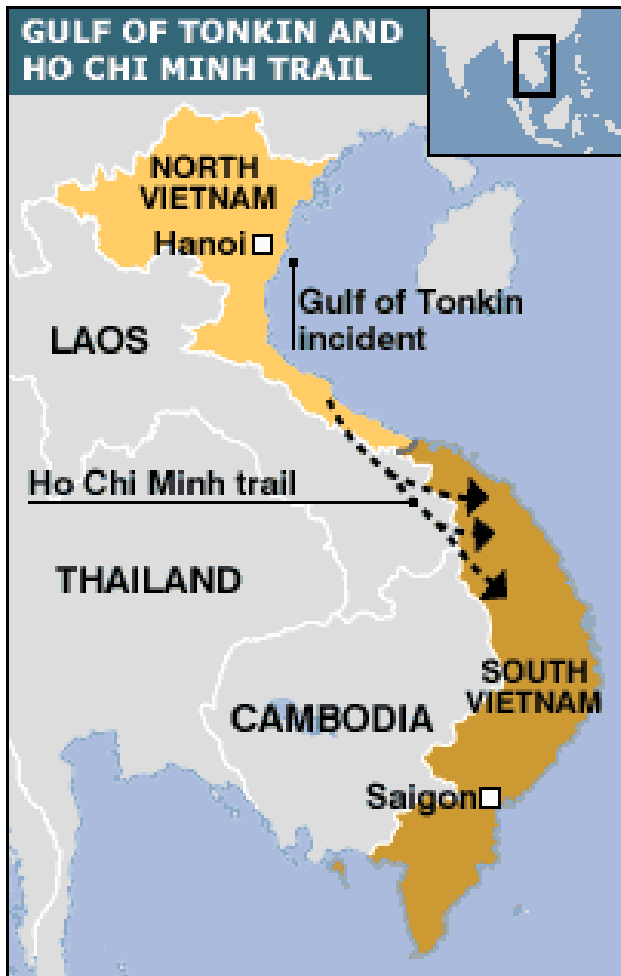 GULF OF TONKIN AND
HO CHI MINH TRAIL
NORTH
VIETNAM
Hanoi
Gulf of Tonkin
incident
LAOS
Ho Chi Minh trail
THAILAND
SOUTH
VIETNAM
CAMBODIA
Saigon